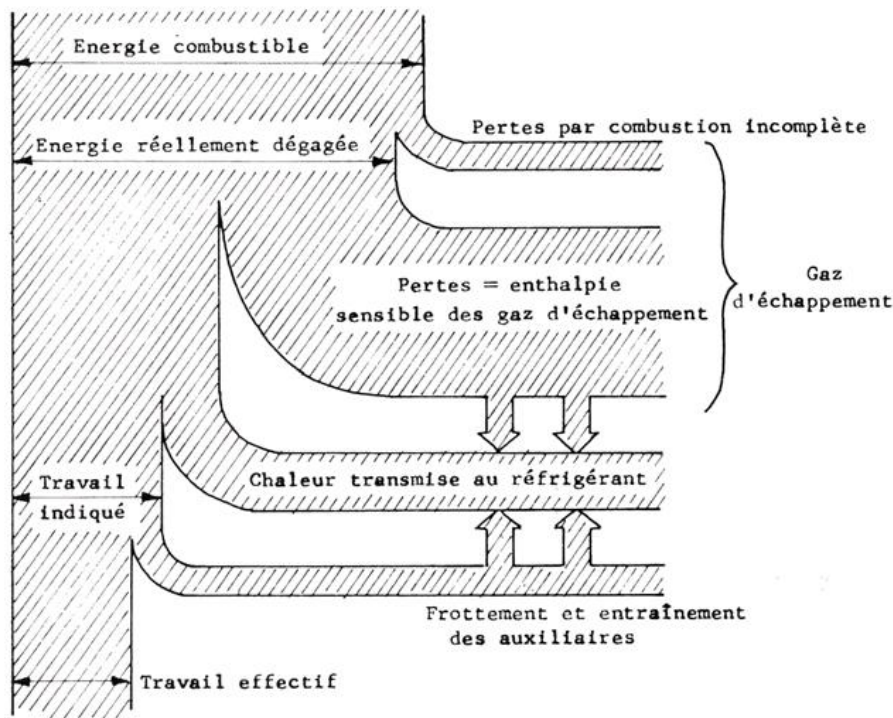 Energie combustible
Pertes par combustion incomplète
Energie réellement dégagée
Gaz
d'échappement
Pertes = enthalpie
sensible des gaz d'échappement
Chaleur transmise au réfrigérant
Travail
indiqué
Frottement et entraînement
des auxiliaires
Travail effectif